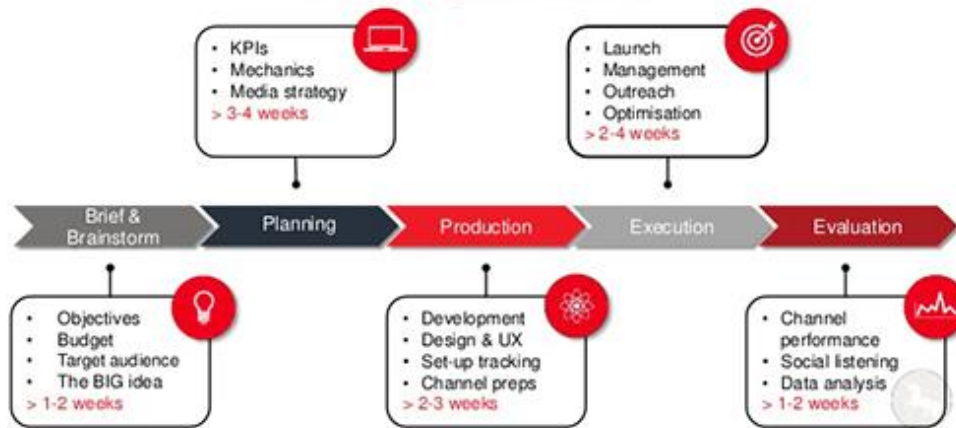 • KPIs
• Mechanics
• Media strategy
> 3-4 weeks
• Launch
• Management
• Outreach
• Optimisation
> 2-4 weeks
Brief &
Brainstorm
Planning
Production
Execution
Evaluation
• Objectives
• Budget
• Target audience
• The BIG idea
> 1-2 weeks
• Development
• Design & UX
• Set-up tracking
• Channel preps
> 2-3 weeks
• Channel
performance
• Social listening
• Data analysis
> 1-2 weeks